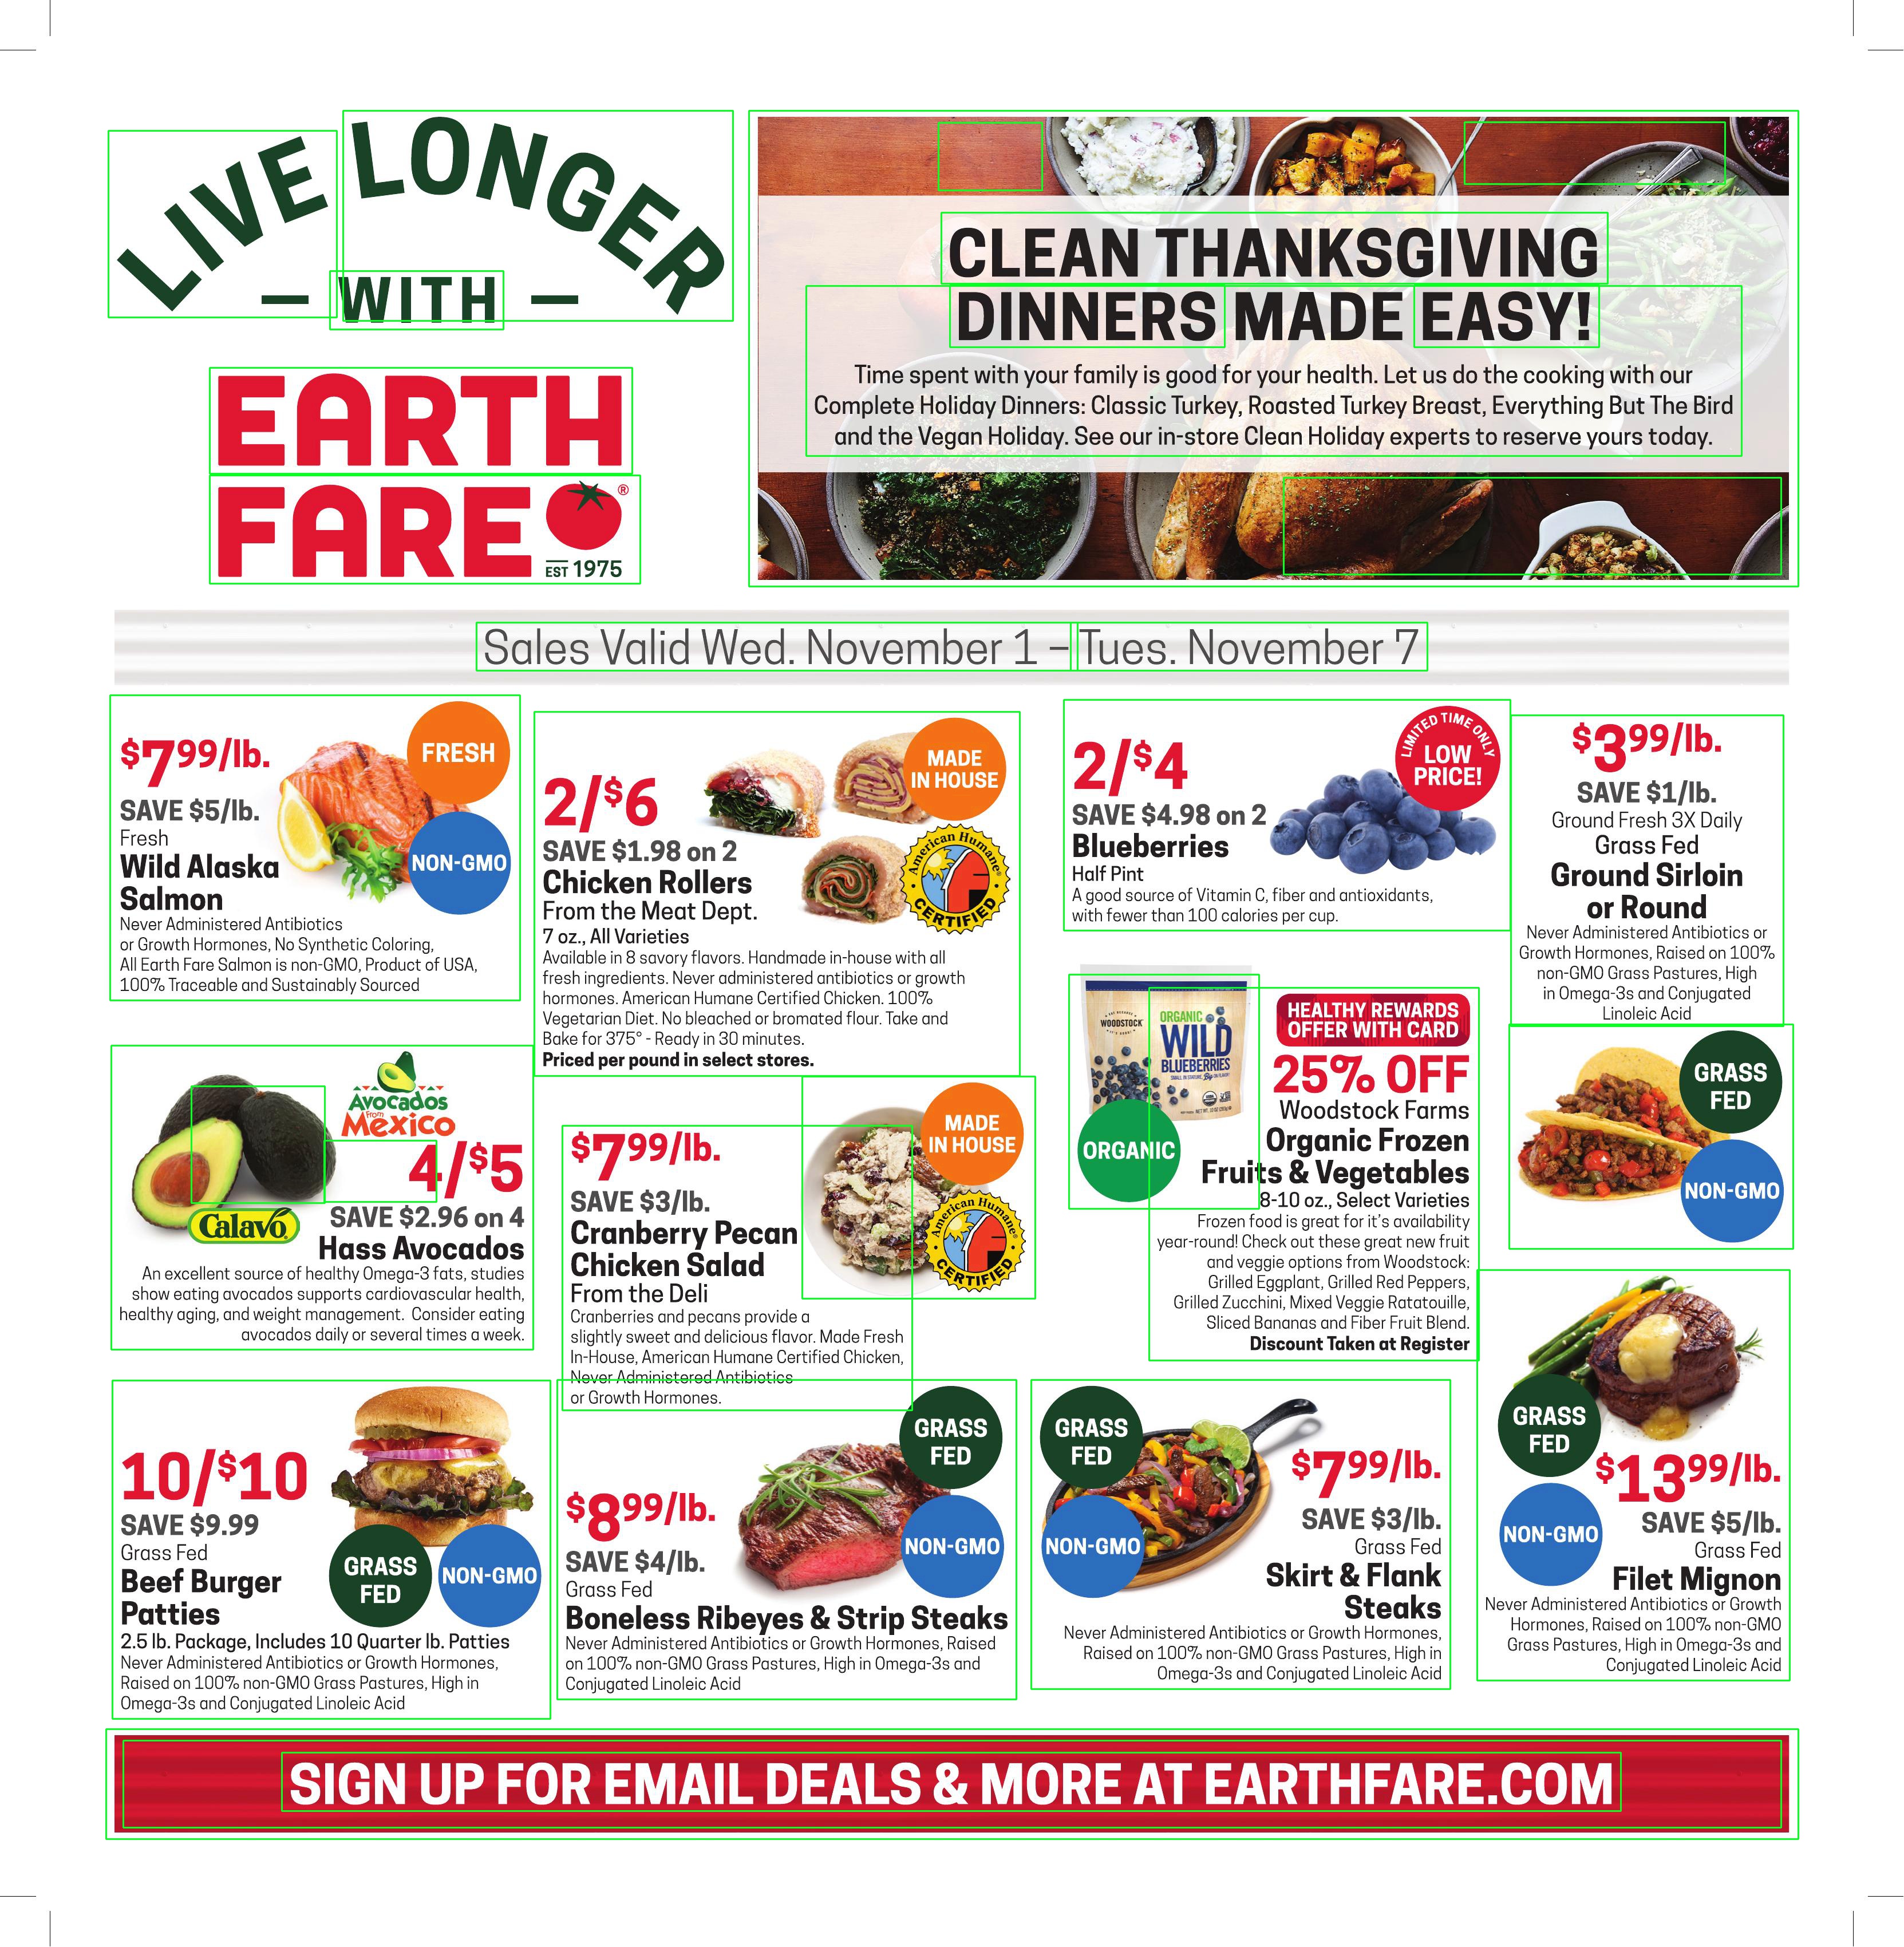 LIVE LONGER
— WITH —
EARTH
FARE®
EST 1975
CLEAN THANKSGIVING
DINNERS MADE EASY!
Time spent with your family is good for your health. Let us do the cooking with our
Complete Holiday Dinners: Classic Turkey, Roasted Turkey Breast, Everything But The Bird
and the Vegan Holiday. See our in-store Clean Holiday experts to reserve yours today.
Sales Valid Wed. November 1 – Tues. November 7
$7.99/lb.
FRESH
SAVE $5/lb.
Fresh
Wild Alaska
Salmon
NON-GMO
Never Administered Antibiotics
or Growth Hormones, No Synthetic Coloring,
All Earth Fare Salmon is non-GMO, Product of USA,
100% Traceable and Sustainably Sourced
2/$6
MADE
IN HOUSE
American Humane®
CERTIFIED
SAVE $1.98 on 2
Chicken Rollers
From the Meat Dept.
7 oz., All Varieties
Available in 8 savory flavors. Handmade in-house with all
fresh ingredients. Never administered antibiotics or growth
hormones. American Humane Certified Chicken. 100%
Vegetarian Diet. No bleached or bromated flour. Take and
Bake for 375° - Ready in 30 minutes.
Priced per pound in select stores.
2/$4
LIMITED TIME ONLY
LOW
PRICE!
SAVE $4.98 on 2
Blueberries
Half Pint
A good source of Vitamin C, fiber and antioxidants,
with fewer than 100 calories per cup.
$3.99/lb.
SAVE $1/lb.
Ground Fresh 3X Daily
Grass Fed
Ground Sirloin
or Round
Never Administered Antibiotics or
Growth Hormones, Raised on 100%
non-GMO Grass Pastures, High
in Omega-3s and Conjugated
Linoleic Acid
GRASS
FED
NON-GMO
Avocados
From
Mexico
4/$5
Calavo®
SAVE $2.96 on 4
Hass Avocados
An excellent source of healthy Omega-3 fats, studies
show eating avocados supports cardiovascular health,
healthy aging, and weight management. Consider eating
avocados daily or several times a week.
$7.99/lb.
MADE
IN HOUSE
American Humane®
CERTIFIED
SAVE $3/lb.
Cranberry Pecan
Chicken Salad
From the Deli
Cranberries and pecans provide a
slightly sweet and delicious flavor. Made Fresh
In-House, American Humane Certified Chicken,
Never Administered Antibiotics
or Growth Hormones.
WOODSTOCK
ORGANIC
WILD
BLUEBERRIES
ORGANIC
HEALTHY REWARDS
OFFER WITH CARD
25% OFF
Woodstock Farms
Organic Frozen
Fruits & Vegetables
8-10 oz., Select Varieties
Frozen food is great for it's availability
year-round! Check out these great new fruit
and veggie options from Woodstock:
Grilled Eggplant, Grilled Red Peppers,
Grilled Zucchini, Mixed Veggie Ratatouille,
Sliced Bananas and Fiber Fruit Blend.
Discount Taken at Register
10/$10
SAVE $9.99
Grass Fed
Beef Burger
Patties
GRASS
FED
NON-GMO
2.5 lb. Package, Includes 10 Quarter lb. Patties
Never Administered Antibiotics or Growth Hormones,
Raised on 100% non-GMO Grass Pastures, High in
Omega-3s and Conjugated Linoleic Acid
$8.99/lb.
GRASS
FED
NON-GMO
SAVE $4/lb.
Grass Fed
Boneless Ribeyes & Strip Steaks
Never Administered Antibiotics or Growth Hormones, Raised
on 100% non-GMO Grass Pastures, High in Omega-3s and
Conjugated Linoleic Acid
GRASS
FED
NON-GMO
$7.99/lb.
SAVE $3/lb.
Grass Fed
Skirt & Flank
Steaks
Never Administered Antibiotics or Growth Hormones,
Raised on 100% non-GMO Grass Pastures, High in
Omega-3s and Conjugated Linoleic Acid
GRASS
FED
NON-GMO
$13.99/lb.
SAVE $5/lb.
Grass Fed
Filet Mignon
Never Administered Antibiotics or Growth
Hormones, Raised on 100% non-GMO
Grass Pastures, High in Omega-3s and
Conjugated Linoleic Acid
SIGN UP FOR EMAIL DEALS & MORE AT EARTHFARE.COM